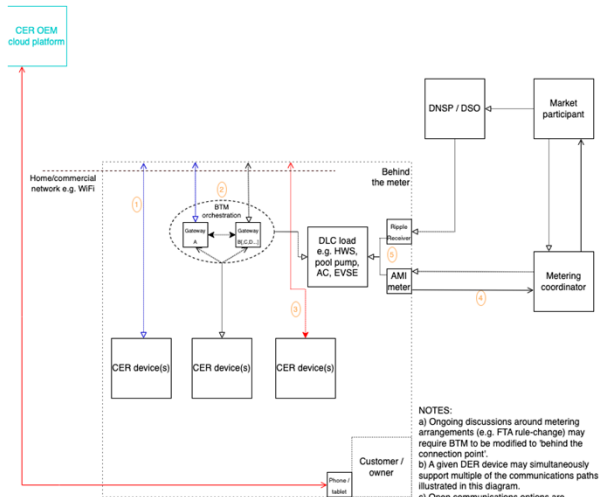 CER OEM
cloud platform
DNSP / DSO
Market
participant
Home/commercial
network e.g. WiFi
Behind
the meter
1
2
BTM
orchestration
Gateway
A
Gateway
B[,C,D...]
DLC load
e.g. HWS,
pool pump,
AC, EVSE
Ripple
Receiver
5
AMI
meter
Metering
coordinator
4
3
CER device(s)
CER device(s)
CER device(s)
NOTES:
a) Ongoing discussions around metering
arrangements (e.g. FTA rule-change) may
require BTM to be modified to 'behind the
connection point'.
b) A given DER device may simultaneously
support multiple of the communications paths
illustrated in this diagram.
c) Open communications options are
Customer /
owner
Phone /
tablet